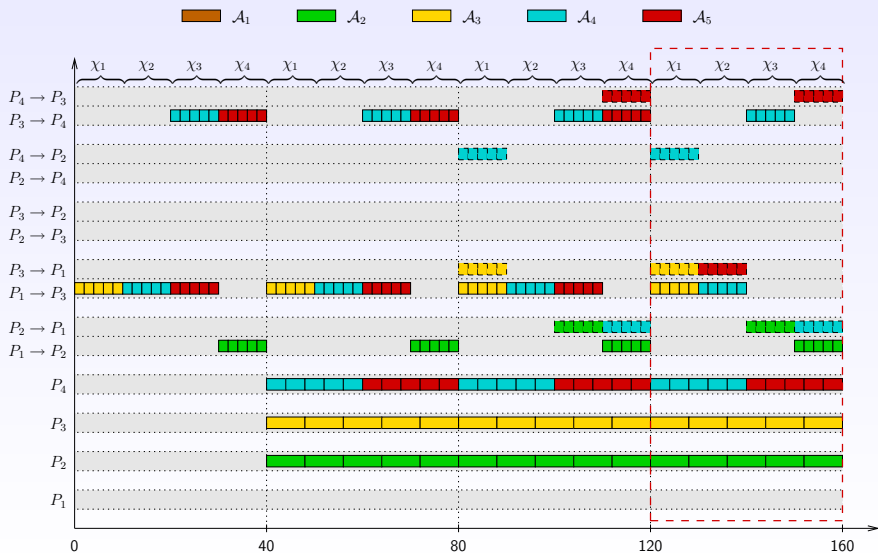 𝒜₁ 𝒜₂ 𝒜₃ 𝒜₄ 𝒜₅
χ₁ χ₂ χ₃ χ₄ χ₁ χ₂ χ₃ χ₄ χ₁ χ₂ χ₃ χ₄ χ₁ χ₂ χ₃ χ₄
P₄ → P₃
P₃ → P₄
P₄ → P₂
P₂ → P₄
P₃ → P₂
P₂ → P₃
P₃ → P₁
P₁ → P₃
P₂ → P₁
P₁ → P₂
P₄
P₃
P₂
P₁
0 40 80 120 160